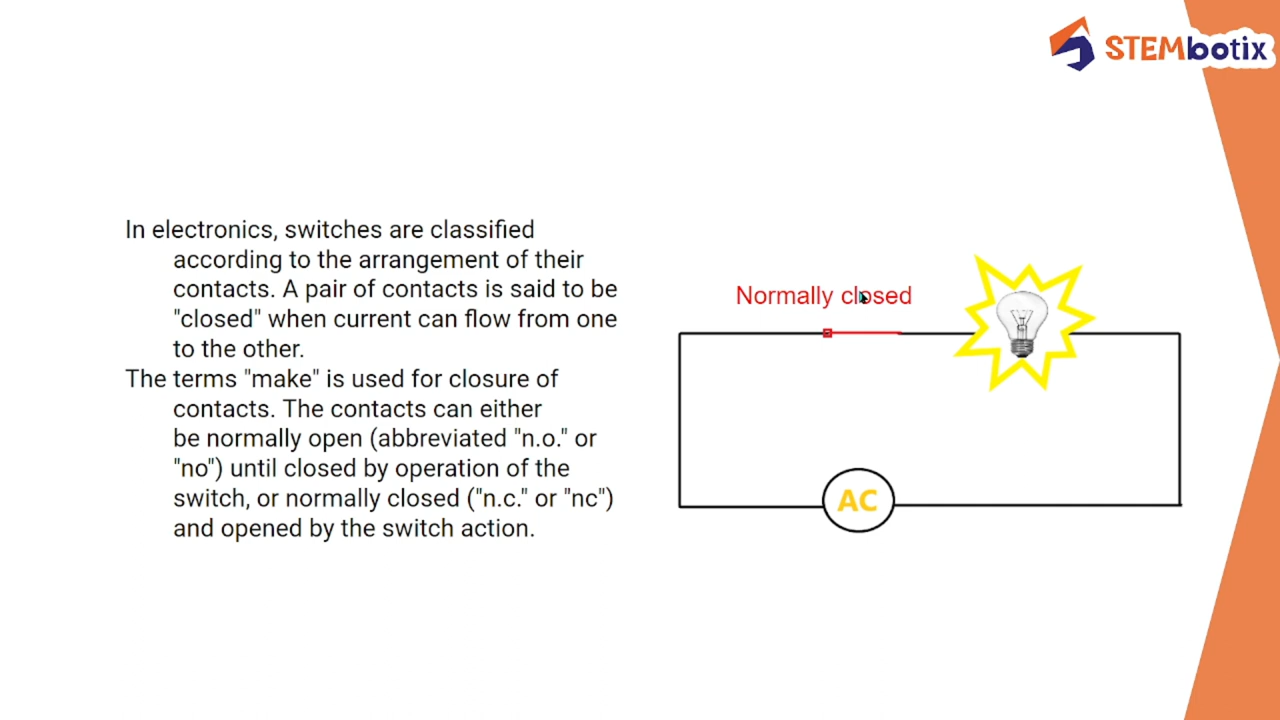 STEMbotix
In electronics, switches are classified
according to the arrangement of their
contacts. A pair of contacts is said to be
"closed" when current can flow from one
to the other.
The terms "make" is used for closure of
contacts. The contacts can either
be normally open (abbreviated "n.o." or
"no") until closed by operation of the
switch, or normally closed ("n.c." or "nc")
and opened by the switch action.
Normally closed
AC